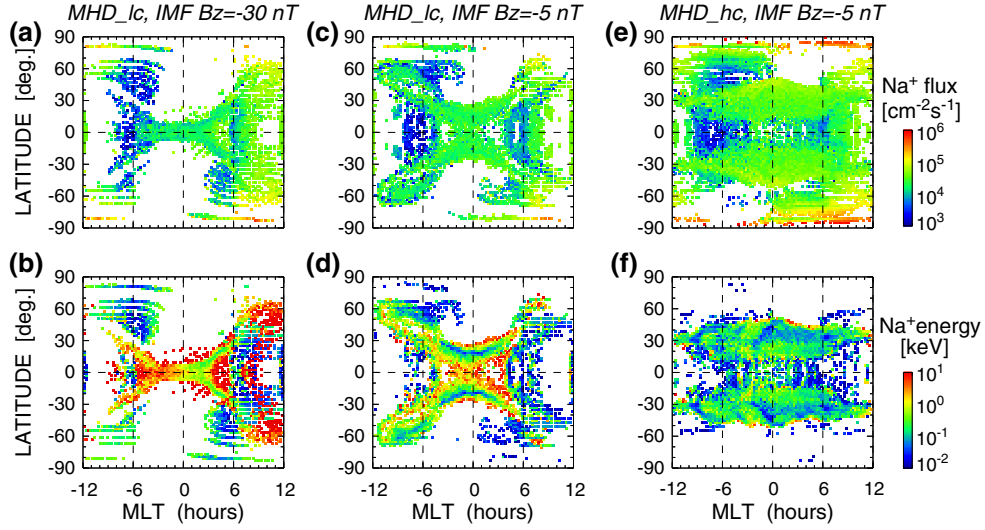 MHD_lc, IMF Bz=-30 nT
MHD_lc, IMF Bz=-5 nT
MHD_hc, IMF Bz=-5 nT
(a)
(c)
(e)
90
60
30
0
-30
-60
-90
LATITUDE [deg.]
Na⁺ flux
[cm⁻²s⁻¹]
10⁶
10⁵
10⁴
10³
(b)
(d)
(f)
90
60
30
0
-30
-60
-90
LATITUDE [deg.]
Na⁺energy
[keV]
10¹
10⁰
10⁻¹
10⁻²
-12 -6 0 6 12
-12 -6 0 6 12
-12 -6 0 6 12
MLT (hours)
MLT (hours)
MLT (hours)